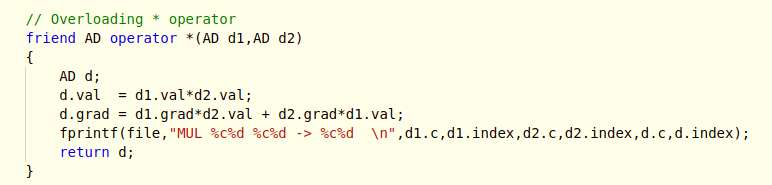 // Overloading * operator
friend AD operator *(AD d1,AD d2)
{
    AD d;
    d.val  = d1.val*d2.val;
    d.grad = d1.grad*d2.val + d2.grad*d1.val;
    fprintf(file,"MUL %c%d %c%d -> %c%d  \n",d1.c,d1.index,d2.c,d2.index,d.c,d.index);
    return d;
}